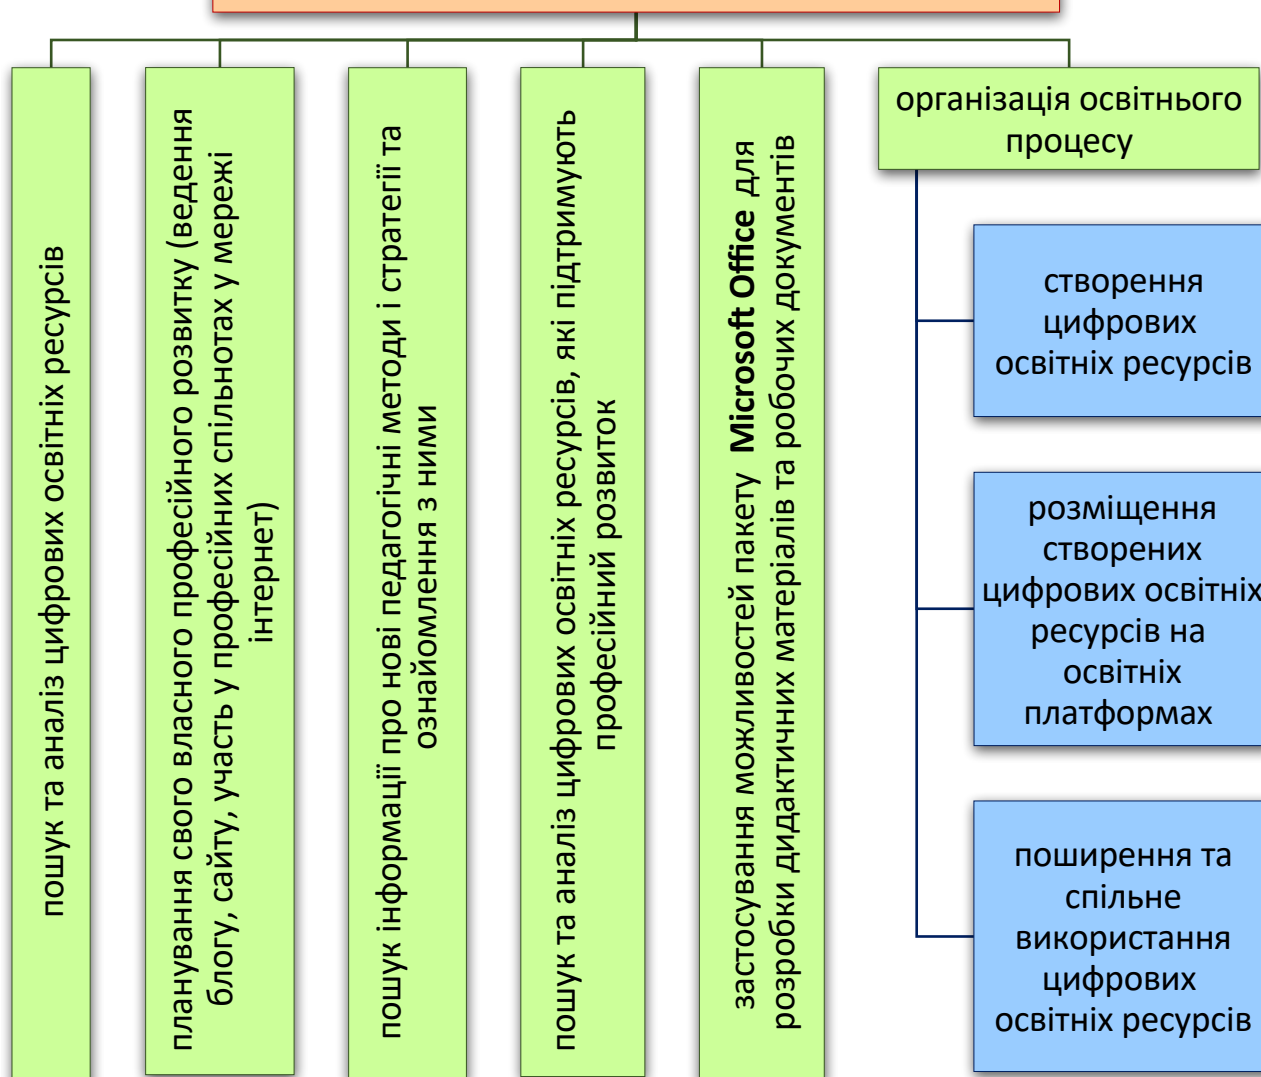 пошук та аналіз цифрових освітніх ресурсів
планування свого власного професійного розвитку (ведення
блогу, сайту, участь у професійних спільнотах у мережі
інтернет)
пошук інформації про нові педагогічні методи і стратегії та
ознайомлення з ними
пошук та аналіз цифрових освітніх ресурсів, які підтримують
професійний розвиток
застосування можливостей пакету Microsoft Office для
розробки дидактичних матеріалів та робочих документів
організація освітнього
процесу
створення
цифрових
освітніх ресурсів
розміщення
створених
цифрових освітніх
ресурсів на
освітніх
платформах
поширення та
спільне
використання
цифрових
освітніх ресурсів